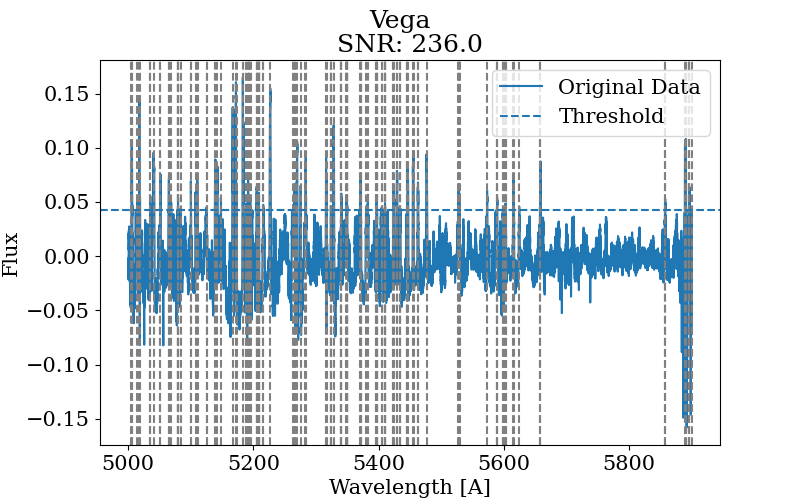 Vega
SNR: 236.0
Original Data
Threshold
0.15
0.10
0.05
0.00
−0.05
−0.10
−0.15
Flux
5000
5200
5400
5600
5800
Wavelength [A]